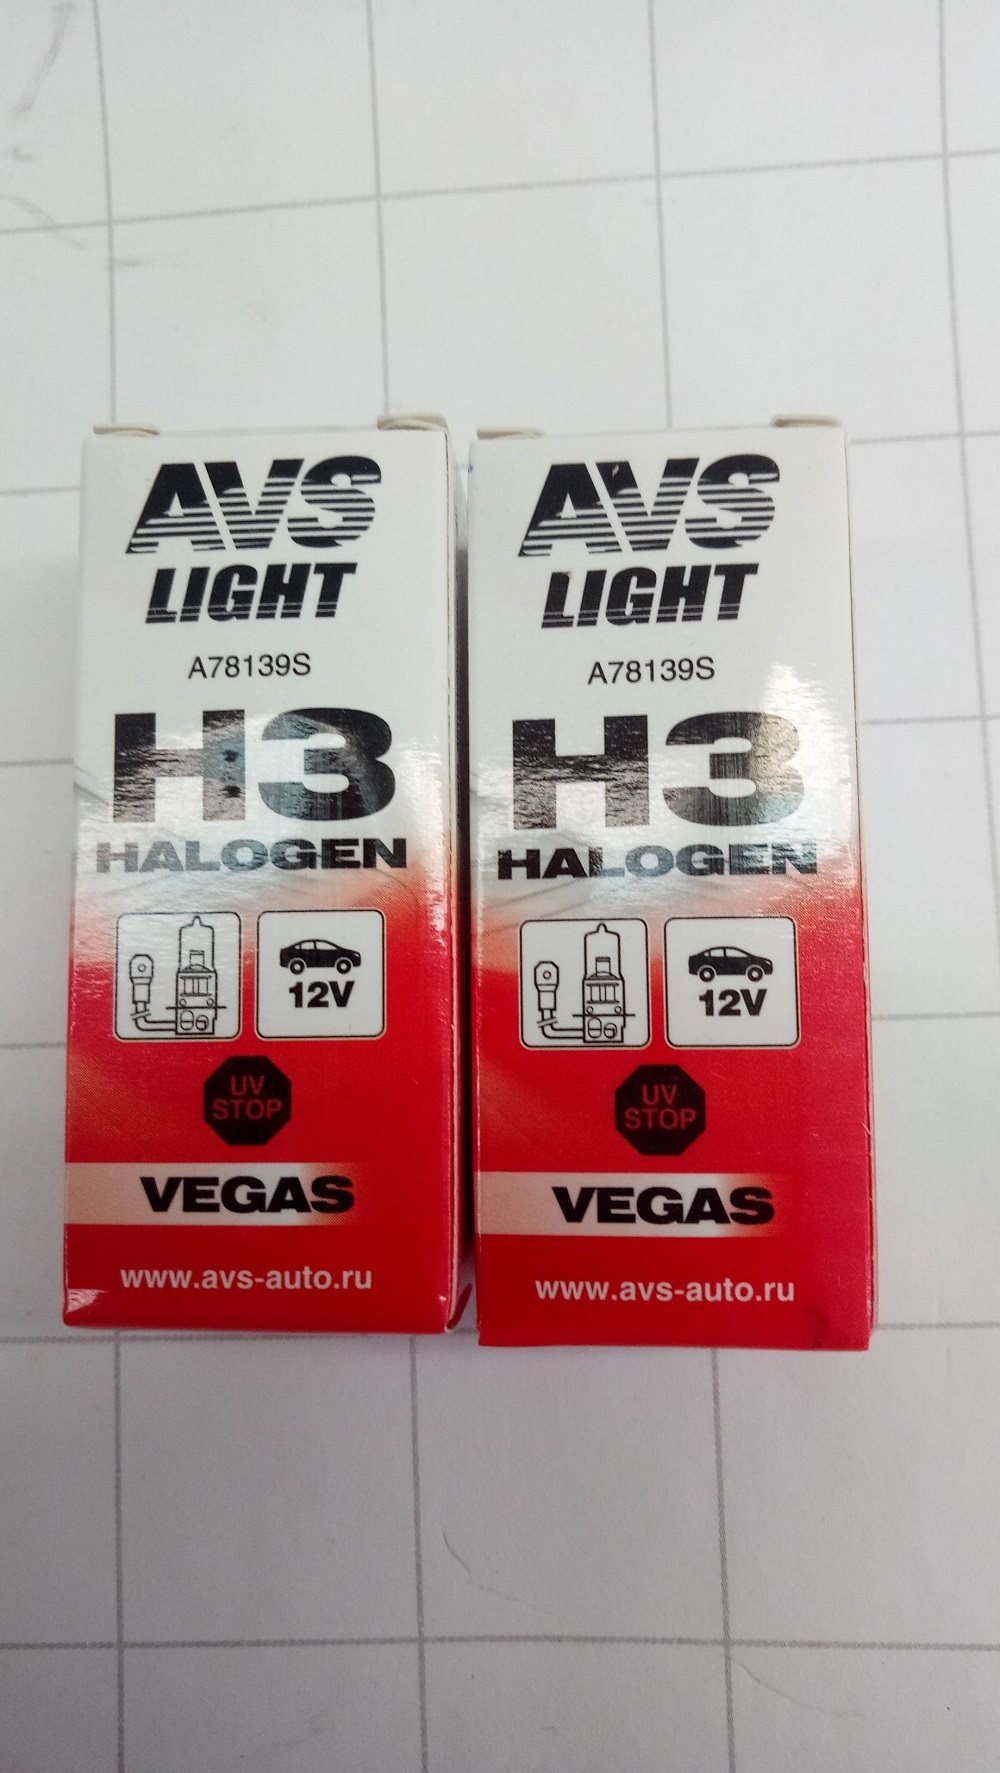 AVS
LIGHT
A78139S
H3
HALOGEN
12V
UV
STOP
VEGAS
www.avs-auto.ru
AVS
LIGHT
A78139S
H3
HALOGEN
12V
UV
STOP
VEGAS
www.avs-auto.ru